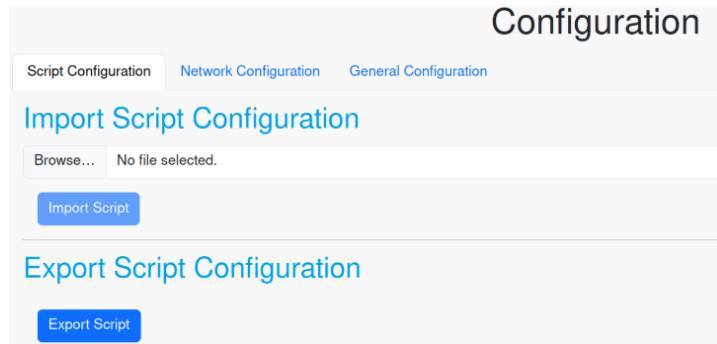 Configuration
Script Configuration Network Configuration General Configuration
Import Script Configuration
Browse... No file selected.
Import Script
Export Script Configuration
Export Script